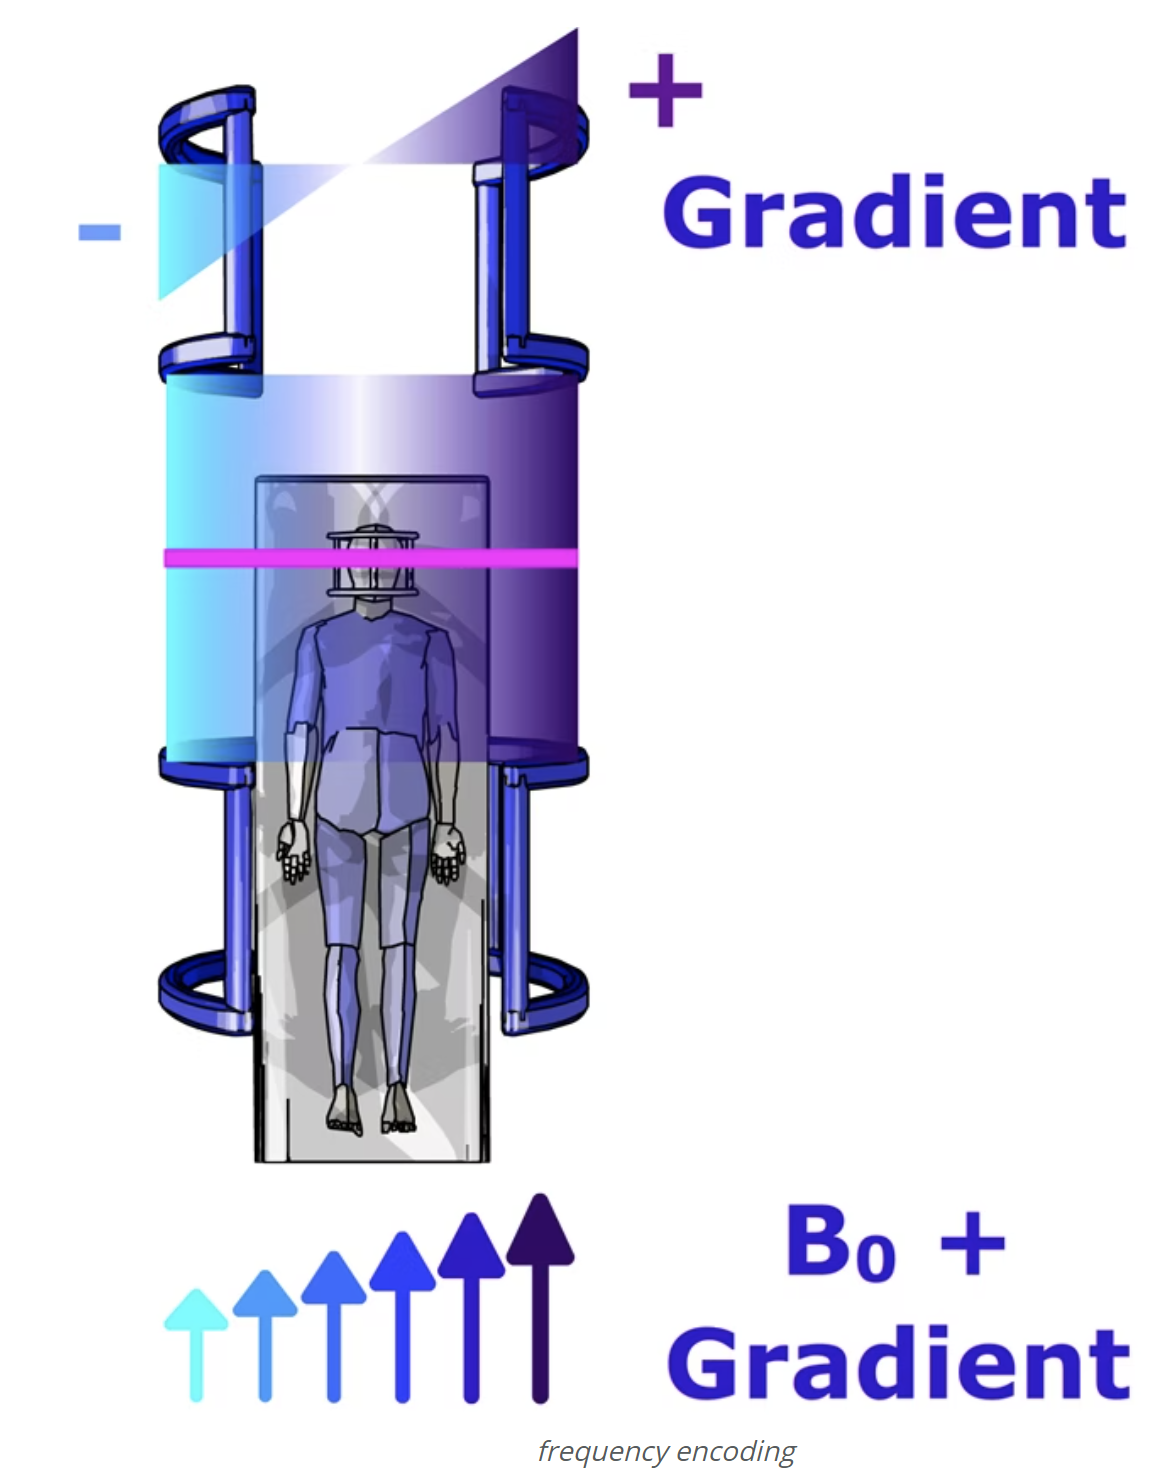 +
-
Gradient
B₀ +
Gradient
frequency encoding